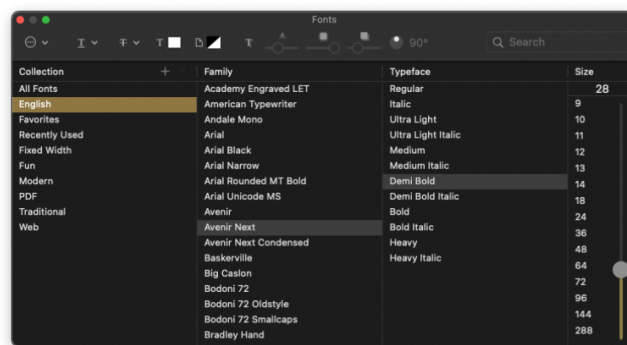 Fonts
T T T T 90° Search
Collection + Family Typeface Size
All Fonts Academy Engraved LET Regular 28
English American Typewriter Italic 9
Favorites Andale Mono Ultra Light 10
Recently Used Arial Ultra Light Italic 11
Fixed Width Arial Black Medium 12
Fun Arial Narrow Medium Italic 13
Modern Arial Rounded MT Bold Demi Bold 14
PDF Arial Unicode MS Demi Bold Italic 18
Traditional Avenir Bold 24
Web Avenir Next Bold Italic 36
Avenir Next Condensed Heavy 48
Baskerville Heavy Italic 64
Big Caslon 72
Bodoni 72 96
Bodoni 72 Oldstyle 144
Bodoni 72 Smallcaps 288
Bradley Hand